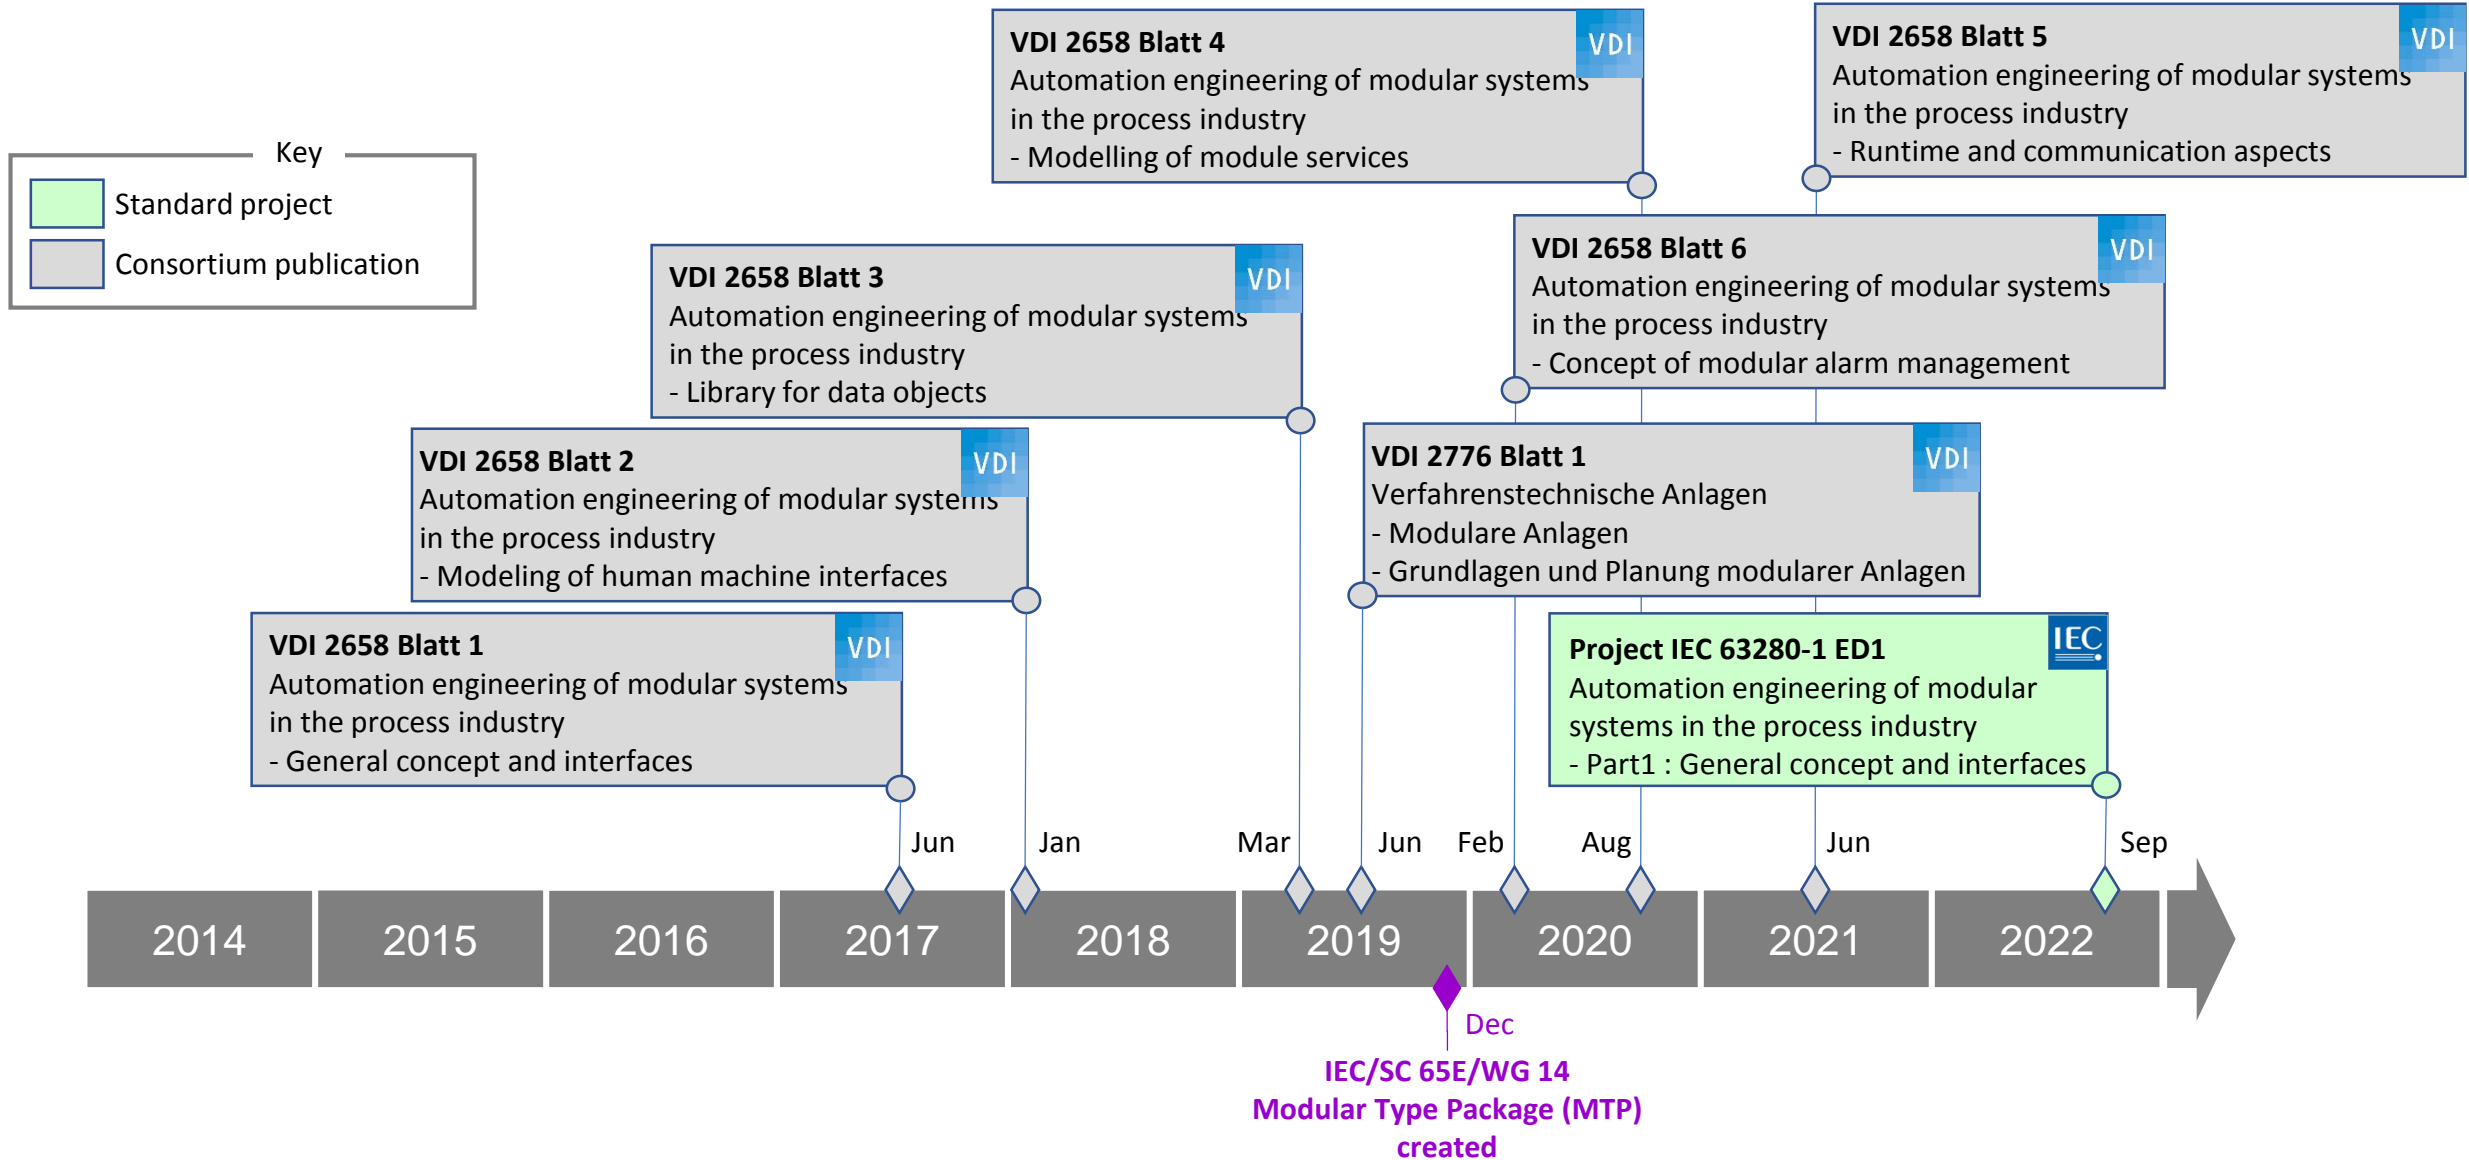 Key
Standard project
Consortium publication
VDI 2658 Blatt 4
Automation engineering of modular systems
in the process industry
- Modelling of module services
VDI
VDI 2658 Blatt 5
Automation engineering of modular systems
in the process industry
- Runtime and communication aspects
VDI
VDI 2658 Blatt 3
Automation engineering of modular systems
in the process industry
- Library for data objects
VDI
VDI 2658 Blatt 6
Automation engineering of modular systems
in the process industry
- Concept of modular alarm management
VDI
VDI 2658 Blatt 2
Automation engineering of modular systems
in the process industry
- Modeling of human machine interfaces
VDI
VDI 2776 Blatt 1
Verfahrenstechnische Anlagen
- Modulare Anlagen
- Grundlagen und Planung modularer Anlagen
VDI
VDI 2658 Blatt 1
Automation engineering of modular systems
in the process industry
- General concept and interfaces
VDI
Project IEC 63280-1 ED1
Automation engineering of modular
systems in the process industry
- Part1 : General concept and interfaces
IEC
Jun
Jan
Mar
Jun
Feb
Aug
Jun
Sep
2014
2015
2016
2017
2018
2019
2020
2021
2022
Dec
IEC/SC 65E/WG 14
Modular Type Package (MTP)
created